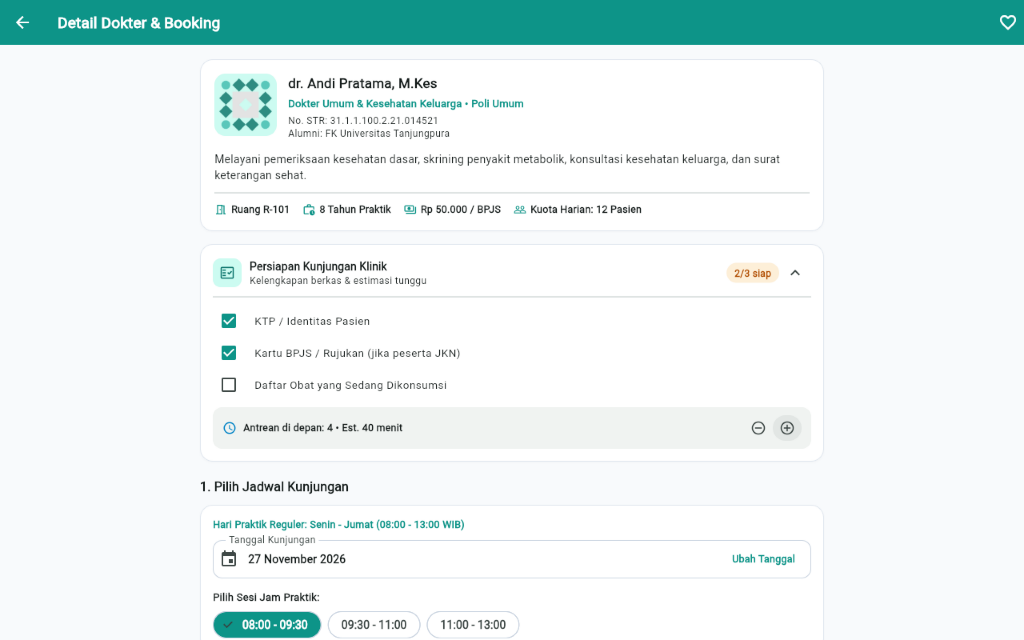 Detail Dokter & Booking
dr. Andi Pratama, M.Kes
Dokter Umum & Kesehatan Keluarga • Poli Umum
No. STR: 31.1.1.100.2.21.014521
Alumni: FK Universitas Tanjungpura
Melayani pemeriksaan kesehatan dasar, skrining penyakit metabolik, konsultasi kesehatan keluarga, dan surat
keterangan sehat.
Ruang R-101 8 Tahun Praktik Rp 50.000 / BPJS Kuota Harian: 12 Pasien
Persiapan Kunjungan Klinik
Kelengkapan berkas & estimasi tunggu
2/3 siap
KTP / Identitas Pasien
Kartu BPJS / Rujukan (jika peserta JKN)
Daftar Obat yang Sedang Dikonsumsi
Antrean di depan: 4 • Est. 40 menit
1. Pilih Jadwal Kunjungan
Hari Praktik Reguler: Senin - Jumat (08:00 - 13:00 WIB)
Tanggal Kunjungan
27 November 2026 Ubah Tanggal
Pilih Sesi Jam Praktik:
08:00 - 09:30 09:30 - 11:00 11:00 - 13:00